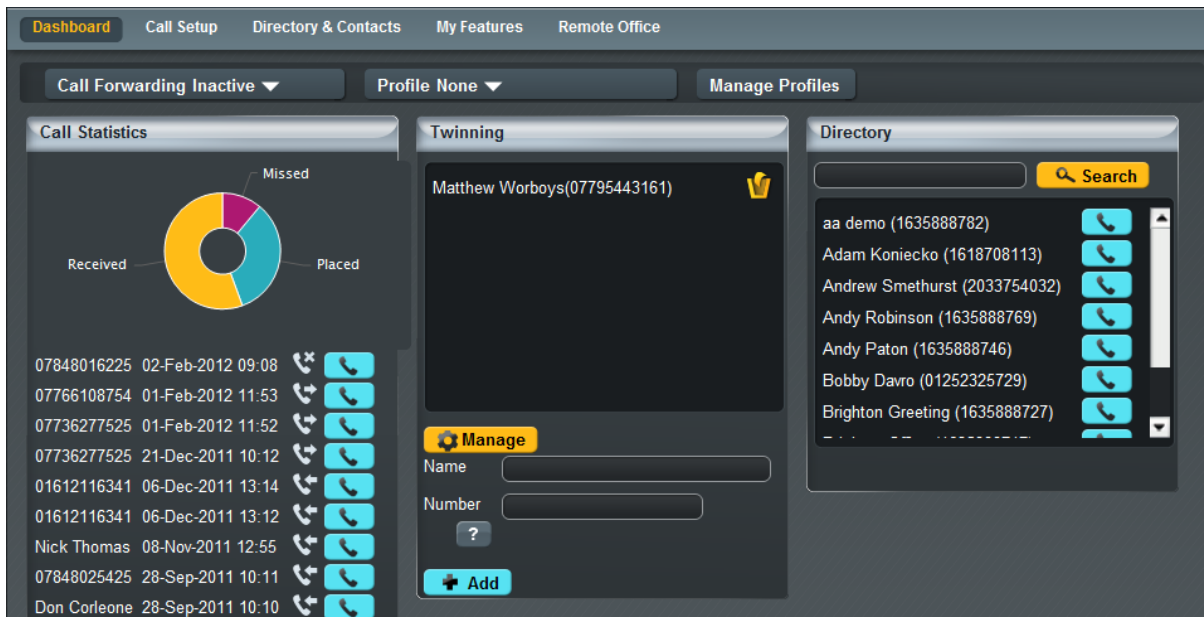 Dashboard Call Setup Directory & Contacts My Features Remote Office
Call Forwarding Inactive Profile None Manage Profiles
Call Statistics
Missed
Received
Placed
07848016225 02-Feb-2012 09:08
07766108754 01-Feb-2012 11:53
07736277525 01-Feb-2012 11:52
07736277525 21-Dec-2011 10:12
01612116341 06-Dec-2011 13:14
01612116341 06-Dec-2011 13:12
Nick Thomas 08-Nov-2011 12:55
07848025425 28-Sep-2011 10:11
Don Corleone 28-Sep-2011 10:10
Twinning
Matthew Worboys(07795443161)
Manage
Name
Number
?
Add
Directory
Search
aa demo (1635888782)
Adam Koniecko (1618708113)
Andrew Smethurst (2033754032)
Andy Robinson (1635888769)
Andy Paton (1635888746)
Bobby Davro (01252325729)
Brighton Greeting (1635888727)